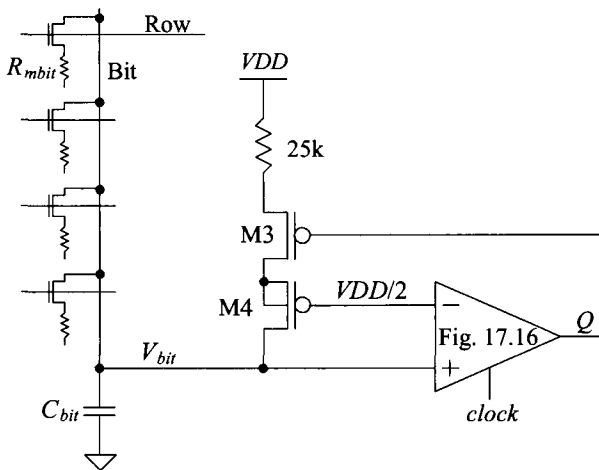 Row
R_mbit
Bit
VDD
25k
M3
M4
VDD/2
−
Fig. 17.16
Q
V_bit
+
C_bit
clock